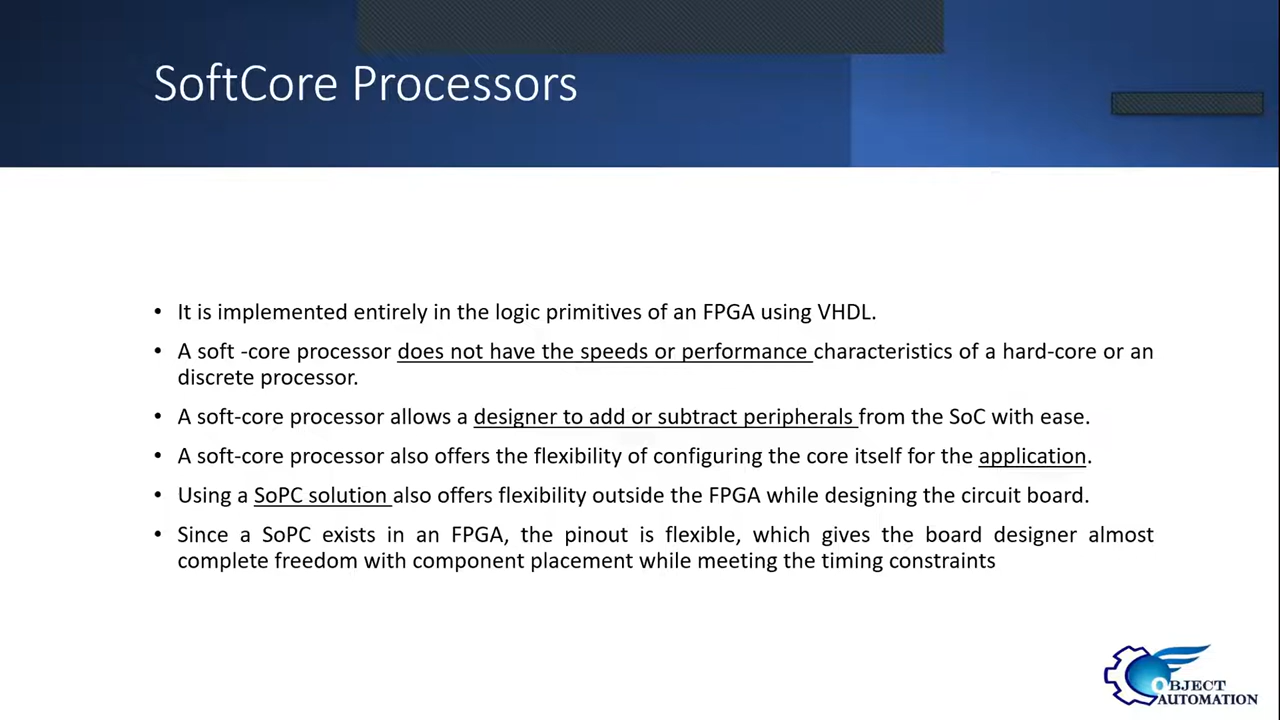 SoftCore Processors
• It is implemented entirely in the logic primitives of an FPGA using VHDL.
• A soft -core processor does not have the speeds or performance characteristics of a hard-core or an
discrete processor.
• A soft-core processor allows a designer to add or subtract peripherals from the SoC with ease.
• A soft-core processor also offers the flexibility of configuring the core itself for the application.
• Using a SoPC solution also offers flexibility outside the FPGA while designing the circuit board.
• Since a SoPC exists in an FPGA, the pinout is flexible, which gives the board designer almost
complete freedom with component placement while meeting the timing constraints
OBJECT
AUTOMATION